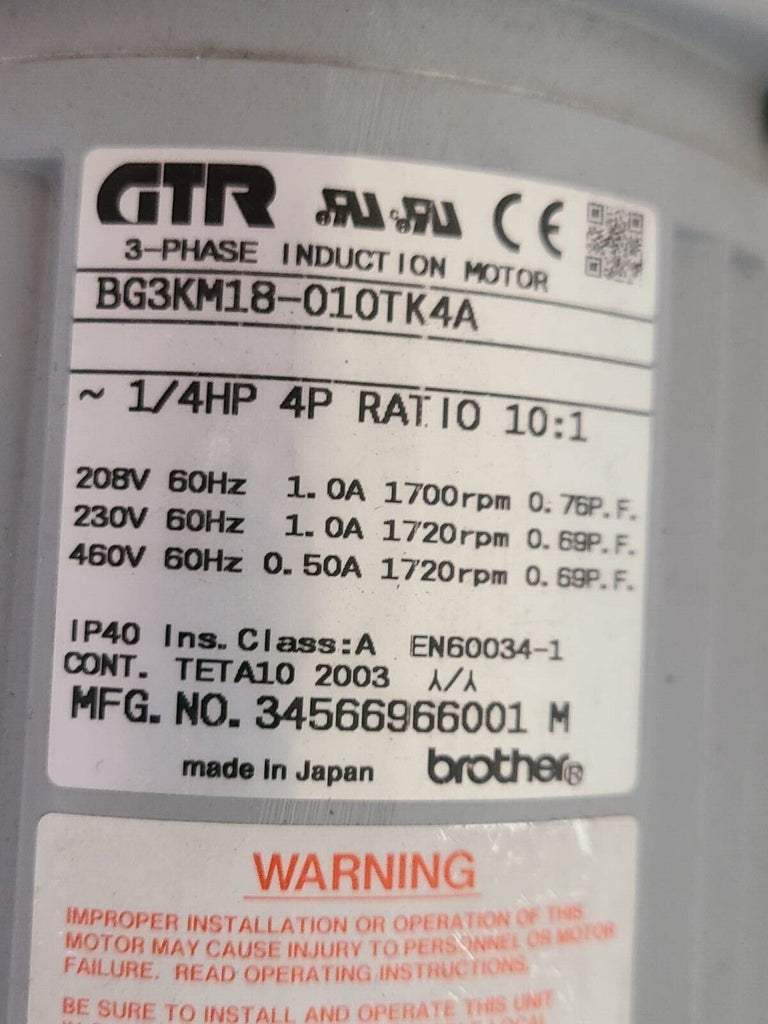 GTR RU cRU CE
3-PHASE INDUCTION MOTOR
BG3KM18-010TK4A
~ 1/4HP 4P RATIO 10:1
208V 60Hz 1.0A 1700rpm 0.76P.F.
230V 60Hz 1.0A 1720rpm 0.69P.F.
460V 60Hz 0.50A 1720rpm 0.69P.F.
IP40 Ins. Class:A EN60034-1
CONT. TETA10 2003 ⅄/⅄
MFG. NO. 34566966001 M
made in Japan brother®
WARNING
IMPROPER INSTALLATION OR OPERATION OF THIS
MOTOR MAY CAUSE INJURY TO PERSONNEL OR MOTOR
FAILURE. READ OPERATING INSTRUCTIONS.
BE SURE TO INSTALL AND OPERATE THIS UNIT